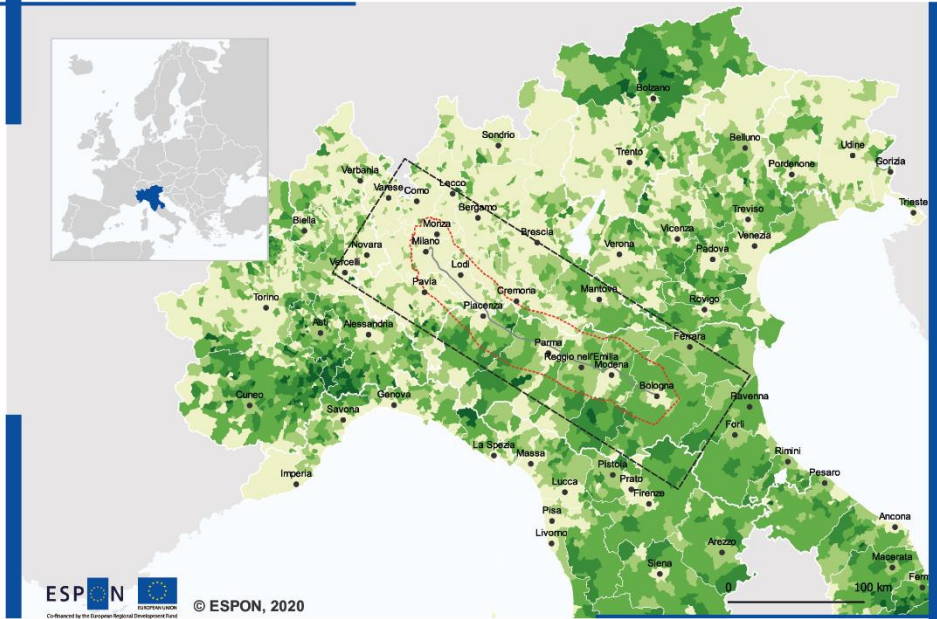 Bolzano
Sondrio
Trento
Belluno
Udine
Pordenone
Gorizia
Verbania
Varese
Como
Lecco
Bergamo
Treviso
Trieste
Biella
Monza
Milano
Brescia
Vicenza
Venezia
Novara
Verona
Padova
Vercelli
Lodi
Pavia
Cremona
Mantova
Rovigo
Torino
Piacenza
Asti
Alessandria
Parma
Ferrara
Reggio nell'Emilia
Modena
Bologna
Cuneo
Genova
Savona
Ravenna
Forlì
La Spezia
Massa
Pistoia
Rimini
Imperia
Lucca
Prato
Firenze
Pesaro
Pisa
Livorno
Ancona
Arezzo
Siena
Macerata
Ferm
0 100 km
ESPON
EUROPEAN UNION
Co-financed by the European Regional Development Fund
© ESPON, 2020